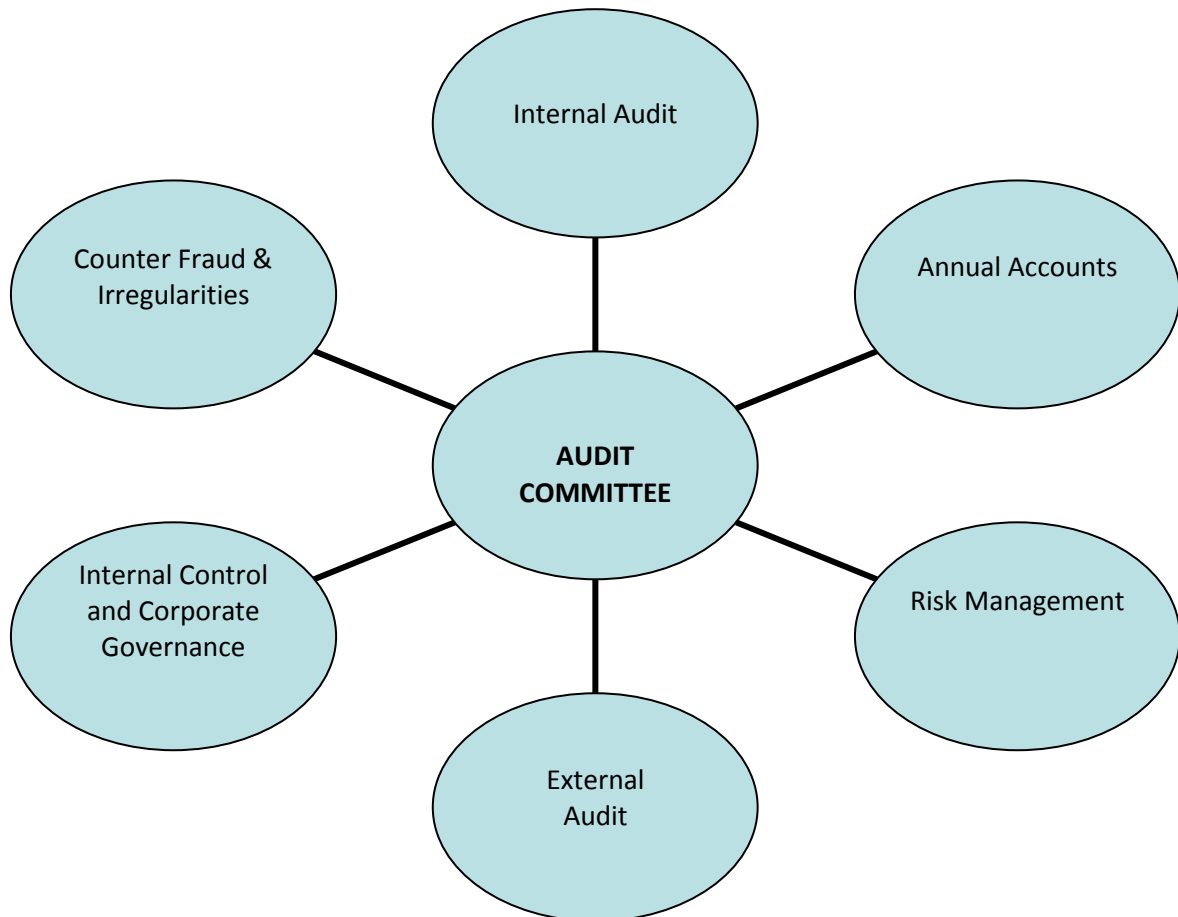 Internal Audit
Counter Fraud &
Irregularities
Annual Accounts
AUDIT
COMMITTEE
Internal Control
and Corporate
Governance
Risk Management
External
Audit